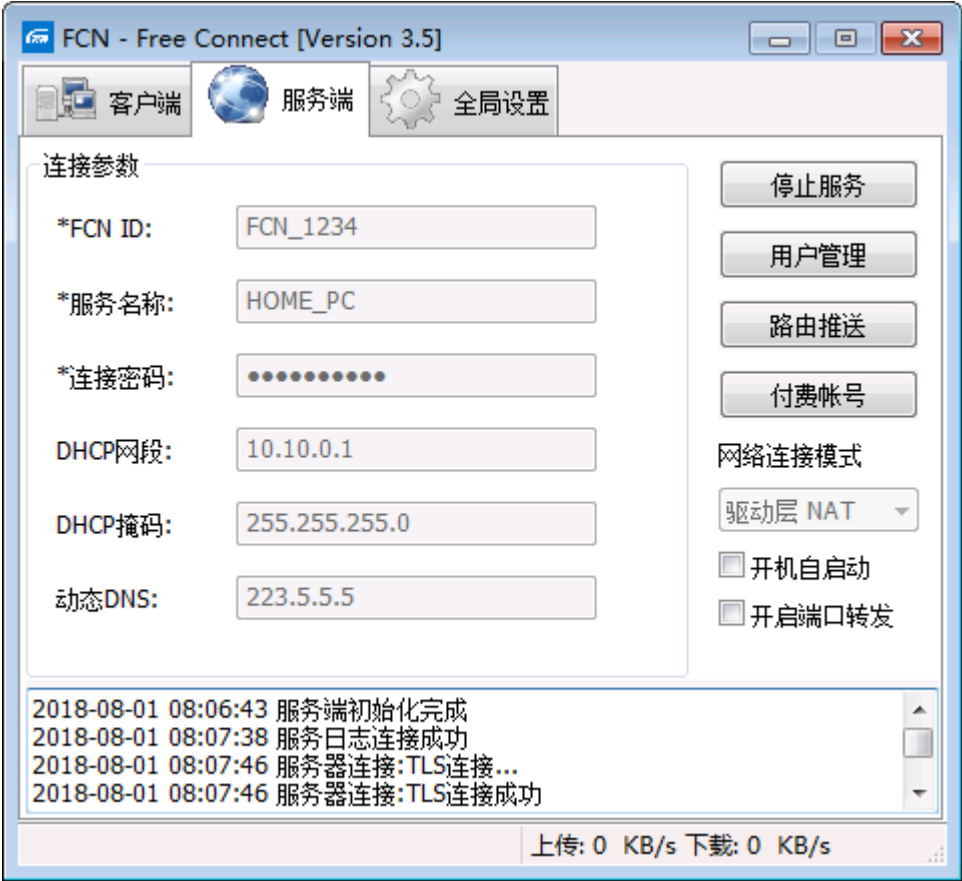 FCN - Free Connect [Version 3.5]
客户端
服务端
全局设置
连接参数
*FCN ID:
FCN_1234
*服务名称:
HOME_PC
*连接密码:
••••••••••
DHCP网段:
10.10.0.1
DHCP掩码:
255.255.255.0
动态DNS:
223.5.5.5
停止服务
用户管理
路由推送
付费帐号
网络连接模式
驱动层 NAT
开机自启动
开启端口转发
2018-08-01 08:06:43 服务端初始化完成
2018-08-01 08:07:38 服务日志连接成功
2018-08-01 08:07:46 服务器连接:TLS连接...
2018-08-01 08:07:46 服务器连接:TLS连接成功
上传: 0 KB/s 下载: 0 KB/s